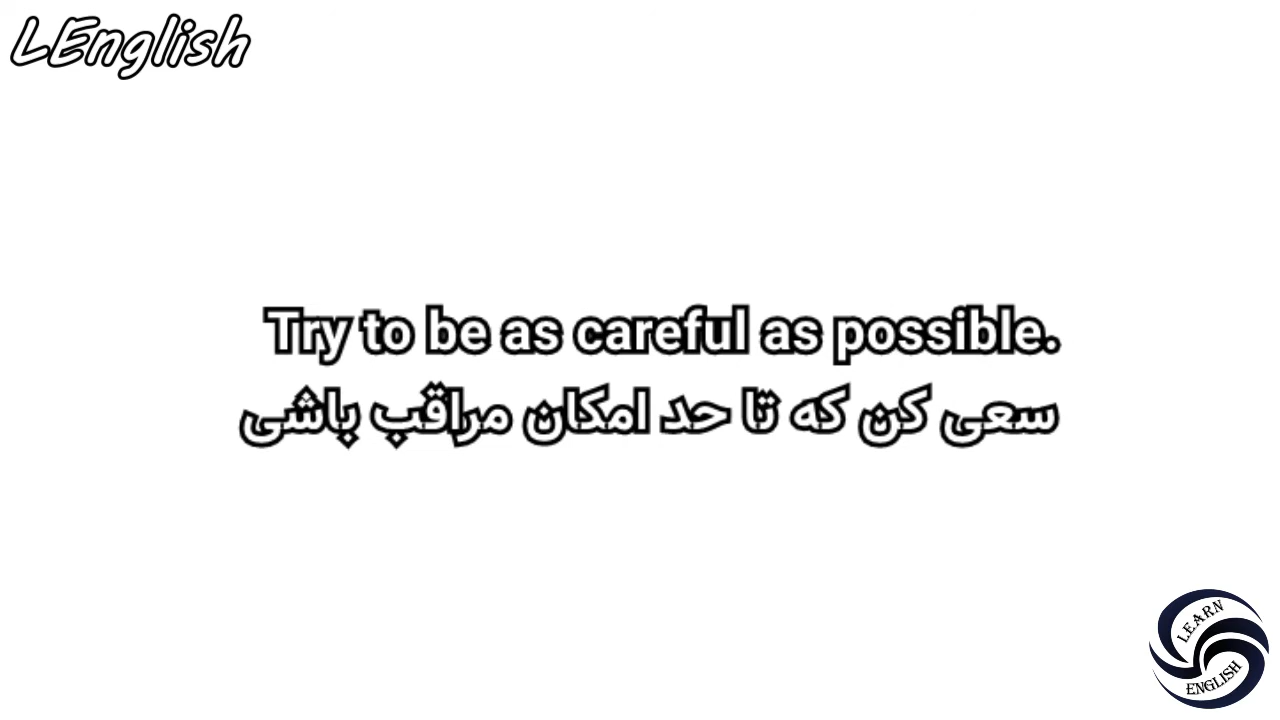 LEnglish
Try to be as careful as possible.
سعی کن که تا حد امکان مراقب باشی
LEARN
ENGLISH